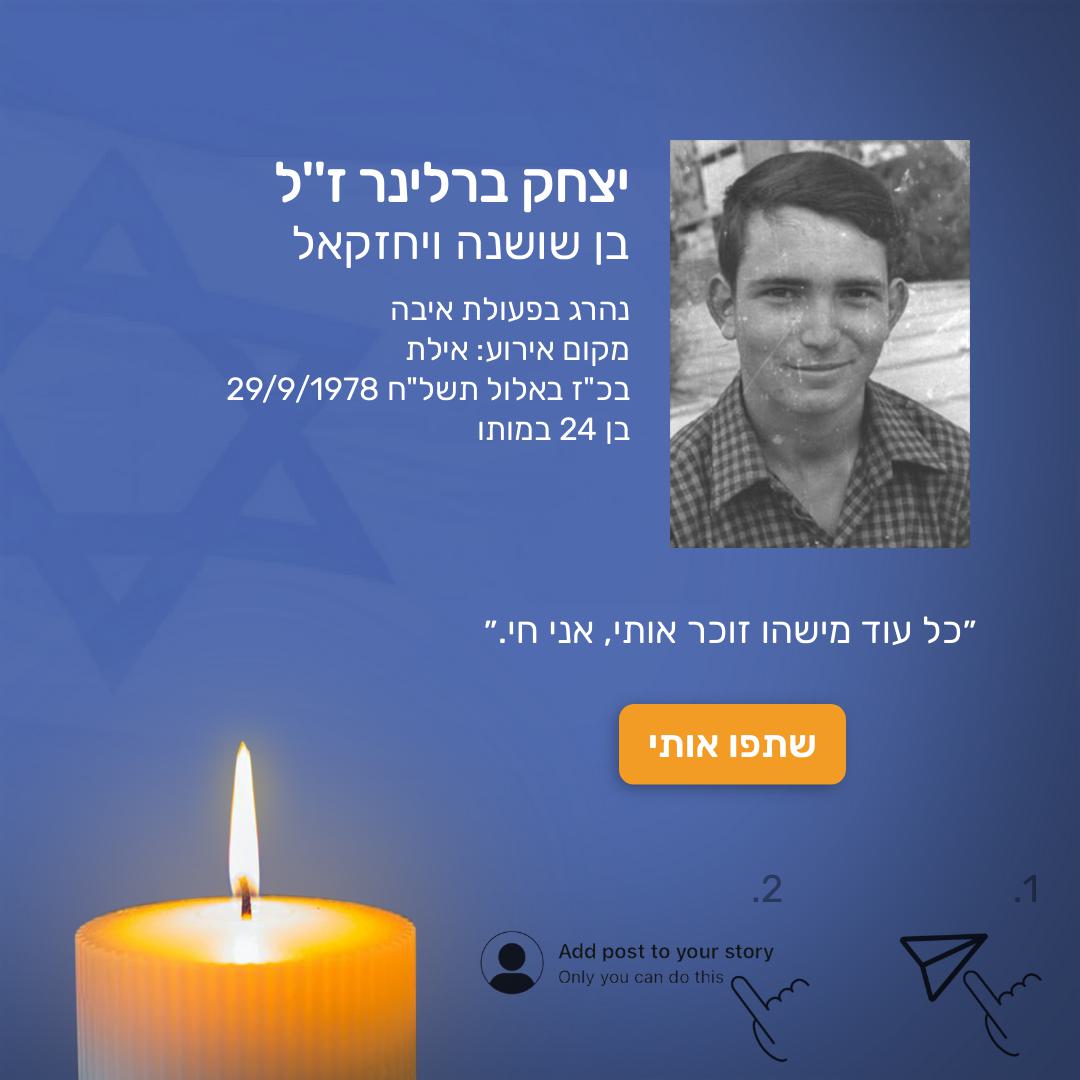 יצחק ברלינר ז"ל
בן שושנה ויחזקאל
נהרג בפעולת איבה
מקום אירוע: אילת
בכ"ז באלול תשל"ח 29/9/1978
בן 24 במותו
״כל עוד מישהו זוכר אותי, אני חי.״
שתפו אותי
.1
.2
Add post to your story
Only you can do this